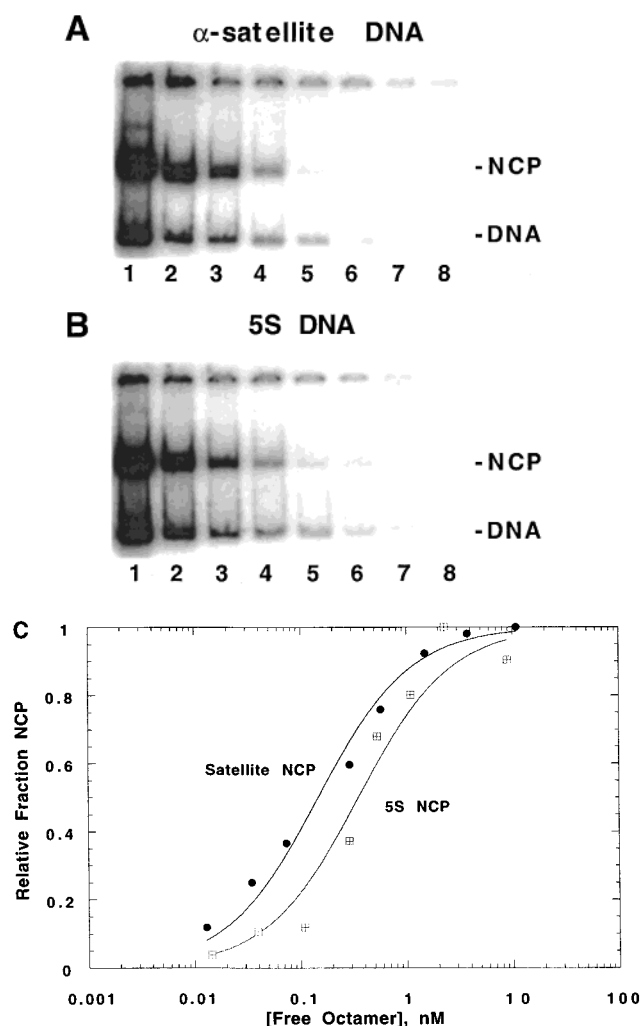 A
α-satellite DNA
-NCP
-DNA
1 2 3 4 5 6 7 8
B
5S DNA
-NCP
-DNA
1 2 3 4 5 6 7 8
C
1
0.8
0.6
0.4
0.2
0
Relative Fraction NCP
Satellite NCP
5S NCP
0.001 0.01 0.1 1 10 100
[Free Octamer], nM